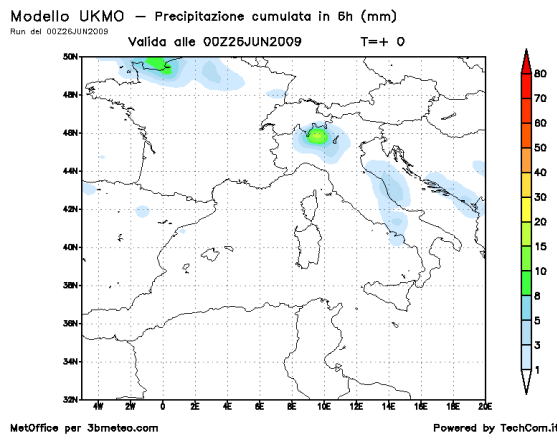 Modello UKMO – Precipitazione cumulata in 6h (mm)
Run del 00Z26JUN2009
Valida alle 00Z26JUN2009 T=+ 0
50N
48N
46N
44N
42N
40N
38N
36N
34N
32N
4W 2W 0 2E 4E 6E 8E 10E 12E 14E 16E 18E 20E
80
70
60
50
40
30
20
15
10
8
5
3
1
MetOffice per 3bmeteo.com Powered by TechCom.it